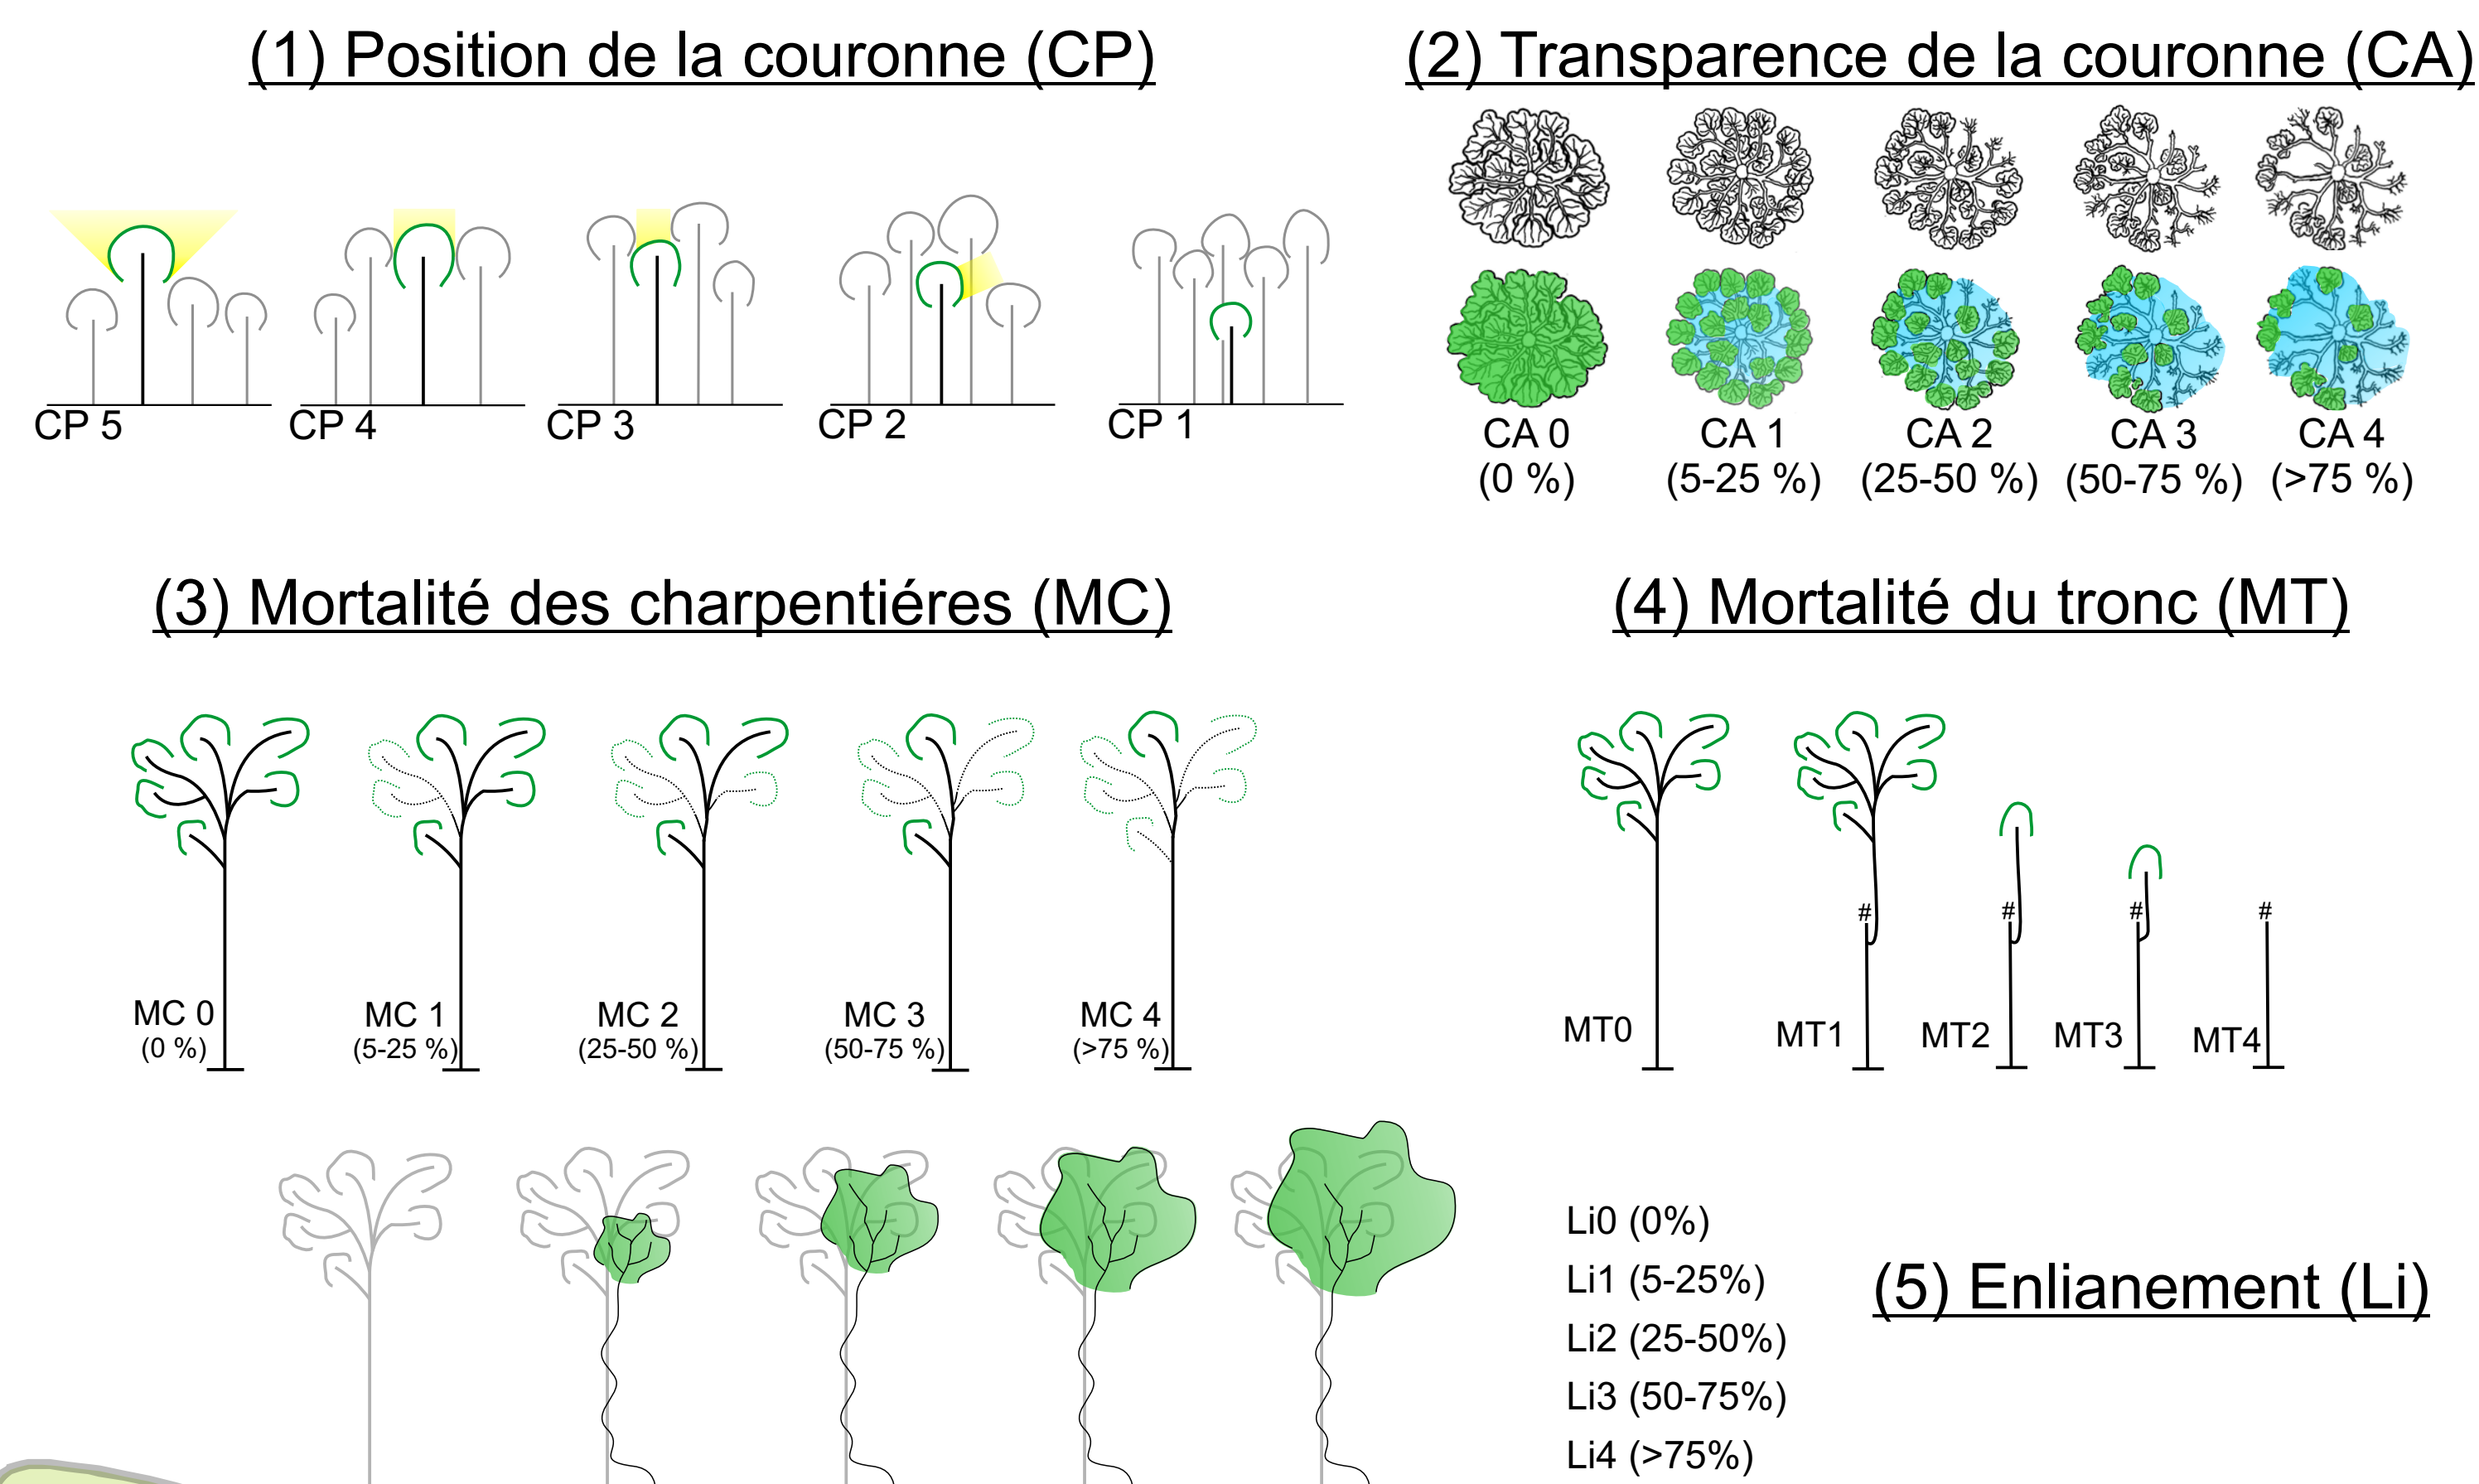 (1) Position de la couronne (CP)
CP 5
CP 4
CP 3
CP 2
CP 1
(2) Transparence de la couronne (CA)
CA 0
(0 %)
CA 1
(5-25 %)
CA 2
(25-50 %)
CA 3
(50-75 %)
CA 4
(>75 %)
(3) Mortalité des charpentiéres (MC)
MC 0
(0 %)
MC 1
(5-25 %)
MC 2
(25-50 %)
MC 3
(50-75 %)
MC 4
(>75 %)
(4) Mortalité du tronc (MT)
#
#
#
#
MT0
MT1
MT2
MT3
MT4
Li0 (0%)
Li1 (5-25%)
Li2 (25-50%)
Li3 (50-75%)
Li4 (>75%)
(5) Enlianement (Li)